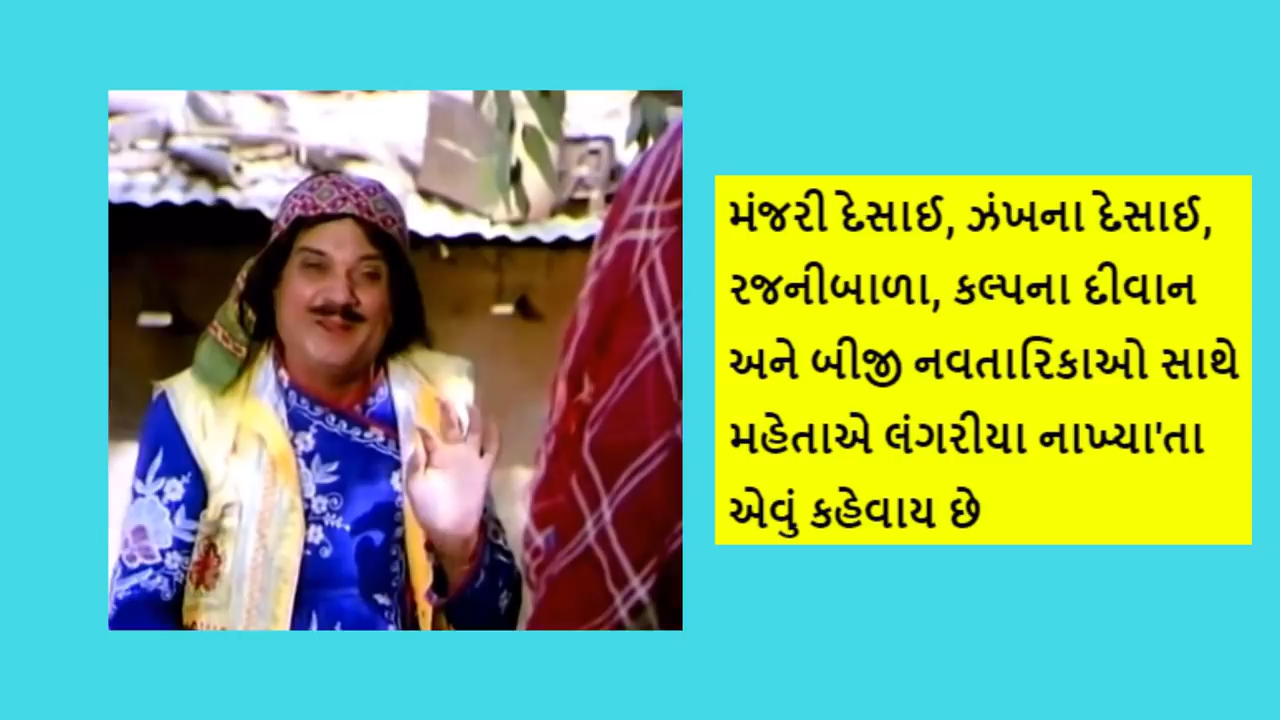 મંજરી દેસાઈ, ઝંખના દેસાઈ,
રજનીબાળા, કલ્પના દીવાન
અને બીજી નવતારિકાઓ સાથે
મહેતાએ લંગરીયા નાખ્યા'તા
એવું કહેવાય છે